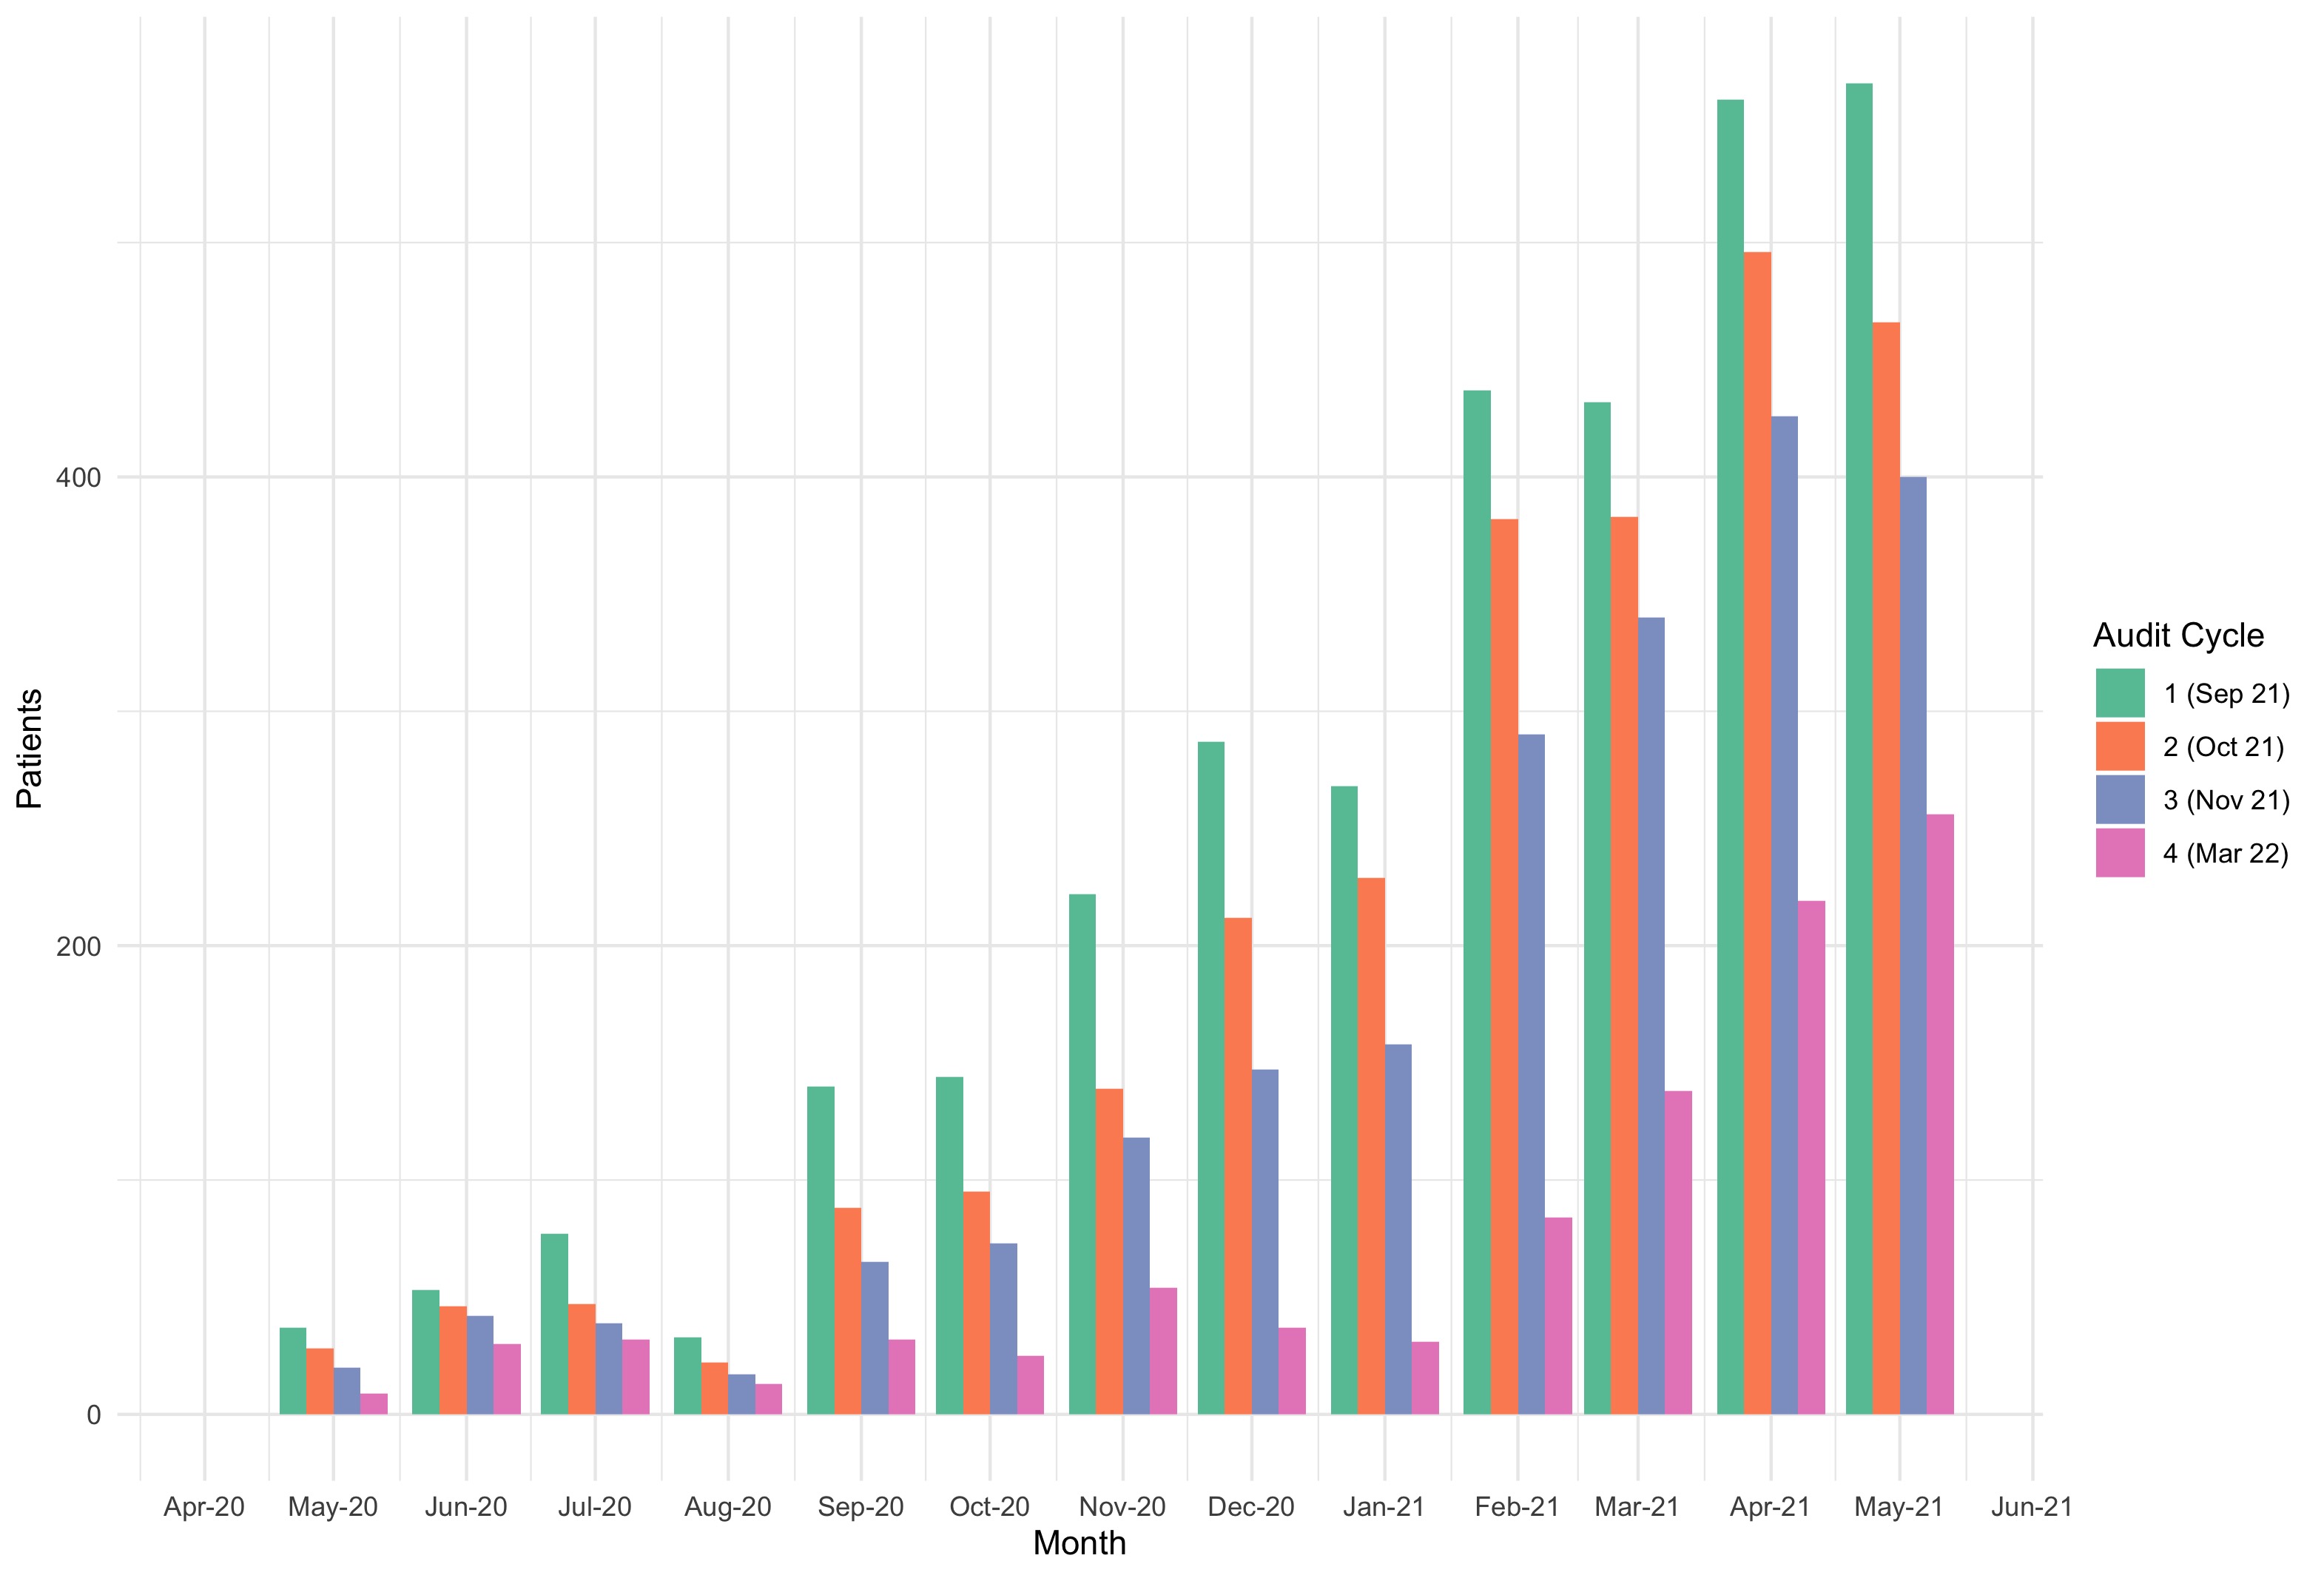 Patients
400
200
0
Apr-20 May-20 Jun-20 Jul-20 Aug-20 Sep-20 Oct-20 Nov-20 Dec-20 Jan-21 Feb-21 Mar-21 Apr-21 May-21 Jun-21
Month
Audit Cycle
1 (Sep 21)
2 (Oct 21)
3 (Nov 21)
4 (Mar 22)